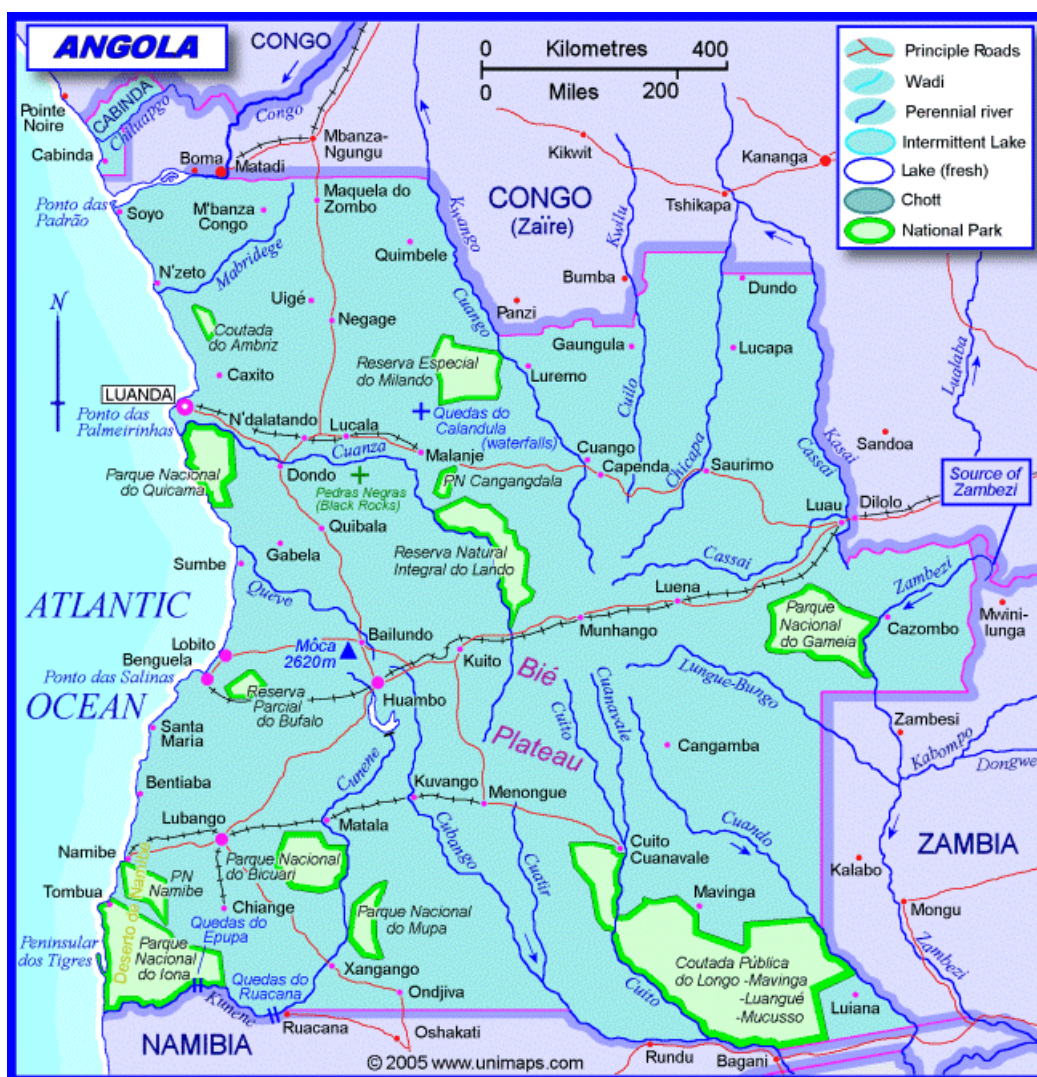 ANGOLA
CONGO
0 Kilometres 400
0 Miles 200
Principle Roads
Wadi
Perennial river
Intermittent Lake
Lake (fresh)
Chott
National Park
Pointe
Noire
CABINDA
Chiluapgo
Congo
Cabinda
Boma
Matadi
Mbanza-
Ngungu
Kikwit
Kananga
Tshikapa
CONGO
(Zaïre)
Ponto das
Padrão
Soyo
M'banza
Congo
Maquela do
Zombo
Kwango
Kwilu
Quimbele
N'zeto
Mabridege
Bumba
Panzi
Dundo
N
Uigé
Negage
Cuango
Coutada
do Ambriz
Caxito
Reserva Especial
do Milando
Gaungula
Luremo
Lucapa
Lualaba
LUANDA
Ponto das
Palmeirinhas
N'dalatando
Lucala
Cuanza
Quedas do
Calandula
(waterfalls)
Cuilo
Chicapa
Kasai
Cassai
Sandoa
Malanje
Cuango
Capenda
Saurimo
Source of
Zambezi
Parque Nacional
do Quicama
Dondo
Pedras Negras
(Black Rocks)
PN Cangangdala
Luau
Dilolo
Quibala
Gabela
Reserva Natural
Integral do Lando
Sumbe
Queve
Cassai
Zambezi
Luena
ATLANTIC
OCEAN
Munhango
Parque
Nacional
do Gameia
Cazombo
Mwini-
lunga
Lobito
Benguela
Ponto das Salinas
Môca
2620m
Bailundo
Kuito
Bié
Plateau
Huambo
Reserva
Parcial
do Bufalo
Lungue-Bungo
Cuito
Cuanavale
Zambesi
Kabompo
Dongwe
Santa
Maria
Cangamba
Cunene
Bentiaba
Kuvango
Menongue
Lubango
Matala
Cubango
Cuatir
Cuando
Cuito
Cuanavale
ZAMBIA
Namibe
Parque Nacional
do Bicuari
Kalabo
Tombua
PN
Namibe
Deserto de Namibe
Chiange
Mavinga
Mongu
Quedas do
Epupa
Parque Nacional
do Mupa
Peninsular
dos Tigres
Parque
Nacional
do Iona
Xangango
Coutada Pública
do Longo -Mavinga
-Luangué
-Mucusso
Zambezi
Quedas do
Ruacana
Kunene
Ondjiva
Cuito
Luiana
Ruacana
Oshakati
NAMIBIA
Rundu
Bagani
© 2005 www.unimaps.com